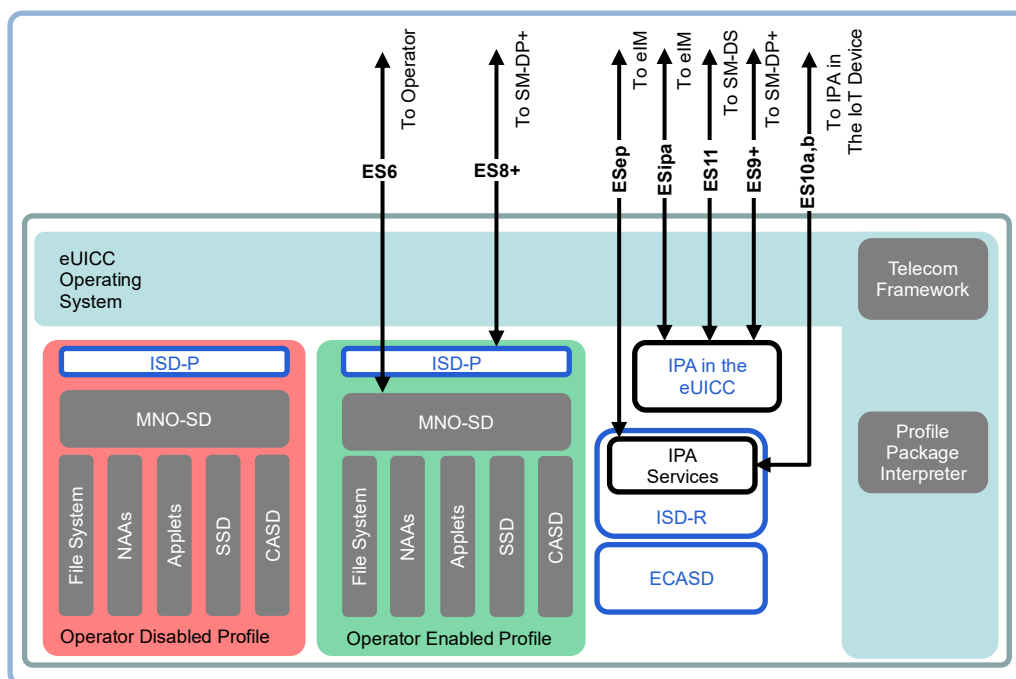 To Operator
To SM-DP+
To eIM
To eIM
To SM-DS
To SM-DP+
To IPA in
The IoT Device
ES6
ES8+
ESep
ESipa
ES11
ES9+
ES10a,b
eUICC
Operating
System
Telecom
Framework
ISD-P
MNO-SD
File System
NAAs
Applets
SSD
CASD
Operator Disabled Profile
ISD-P
MNO-SD
File System
NAAs
Applets
SSD
CASD
Operator Enabled Profile
IPA in the
eUICC
IPA
Services
ISD-R
ECASD
Profile
Package
Interpreter